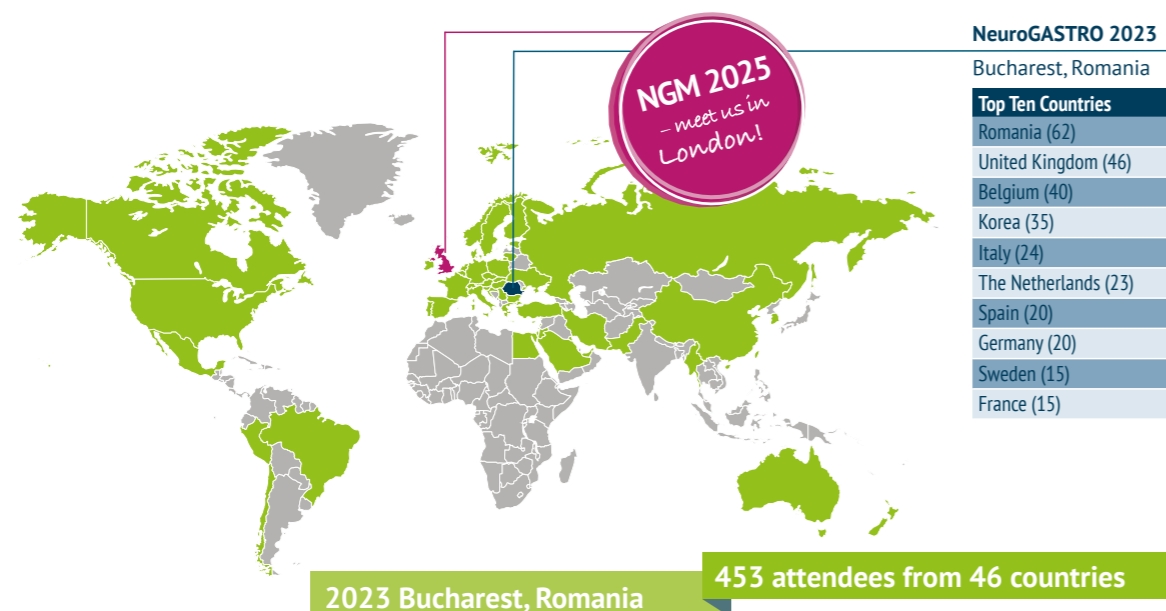 NGM 2025
– meet us in
London!
NeuroGASTRO 2023
Bucharest, Romania
Top Ten Countries
Romania (62)
United Kingdom (46)
Belgium (40)
Korea (35)
Italy (24)
The Netherlands (23)
Spain (20)
Germany (20)
Sweden (15)
France (15)
453 attendees from 46 countries
2023 Bucharest, Romania